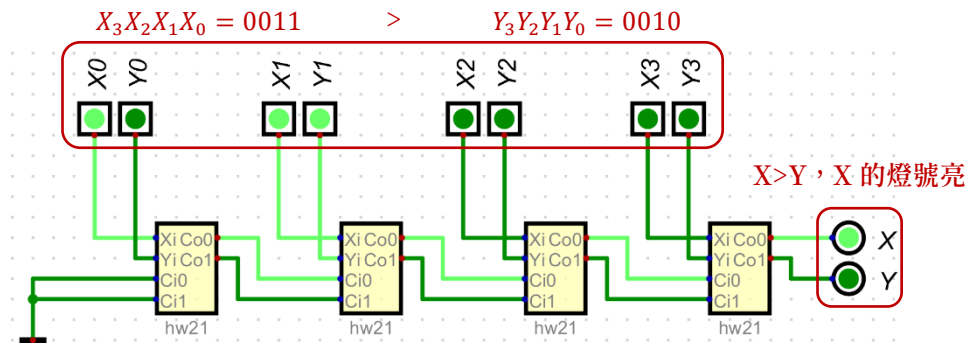 X₃X₂X₁X₀ = 0011 > Y₃Y₂Y₁Y₀ = 0010
X0 Y0 X1 Y1 X2 Y2 X3 Y3
X>Y，X 的燈號亮
Xi Co0 Xi Co0 Xi Co0 Xi Co0 X
Yi Co1 Yi Co1 Yi Co1 Yi Co1
Ci0 Ci0 Ci0 Ci0 Y
Ci1 Ci1 Ci1 Ci1
hw21 hw21 hw21 hw21